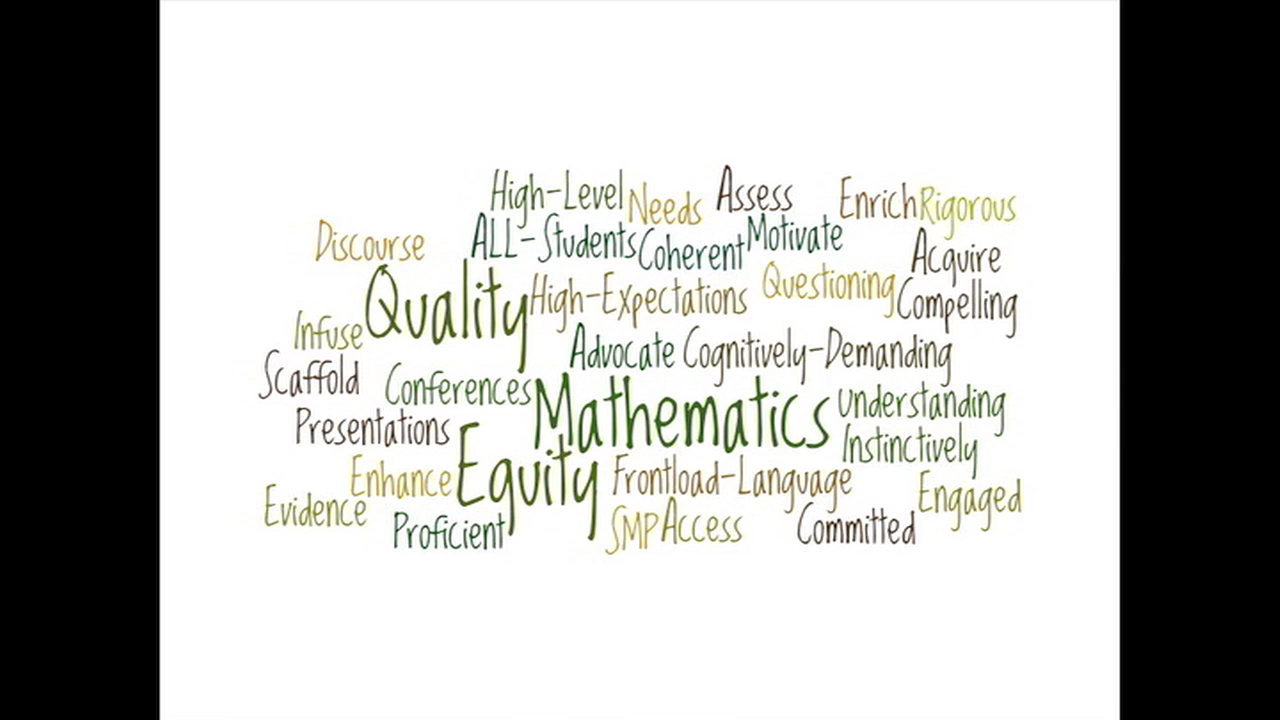 High-Level Needs Assess Enrich Rigorous
Discourse ALL-Students Coherent Motivate Acquire
Quality High-Expectations Questioning Compelling
Infuse Advocate Cognitively-Demanding
Scaffold Conferences Mathematics Understanding
Presentations Instinctively
Enhance Equity Frontload-Language Engaged
Evidence Proficient SMP Access Committed